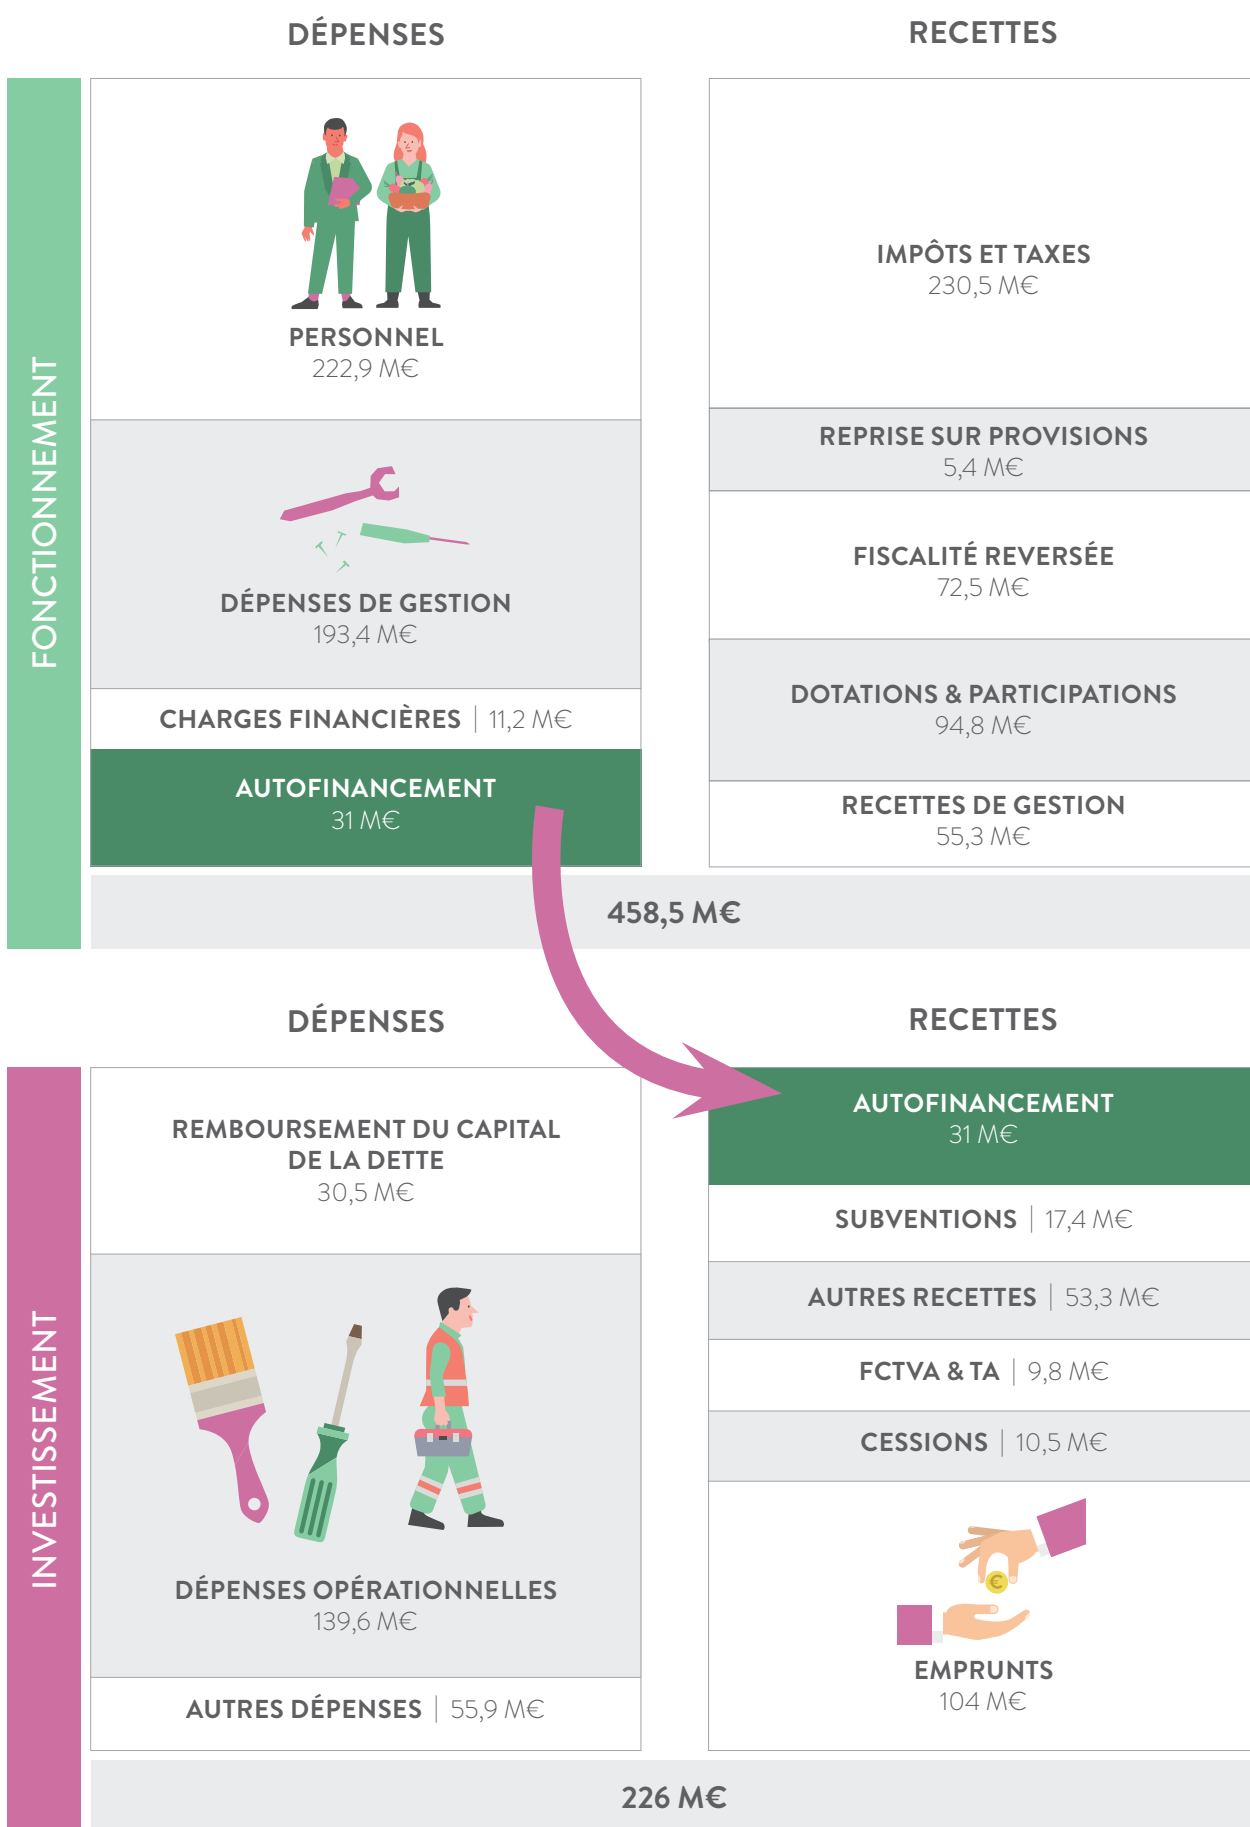 DÉPENSES
RECETTES
FONCTIONNEMENT
PERSONNEL
222,9 M€
DÉPENSES DE GESTION
193,4 M€
CHARGES FINANCIÈRES | 11,2 M€
AUTOFINANCEMENT
31 M€
IMPÔTS ET TAXES
230,5 M€
REPRISE SUR PROVISIONS
5,4 M€
FISCALITÉ REVERSÉE
72,5 M€
DOTATIONS & PARTICIPATIONS
94,8 M€
RECETTES DE GESTION
55,3 M€
458,5 M€
DÉPENSES
RECETTES
INVESTISSEMENT
REMBOURSEMENT DU CAPITAL
DE LA DETTE
30,5 M€
DÉPENSES OPÉRATIONNELLES
139,6 M€
AUTRES DÉPENSES | 55,9 M€
AUTOFINANCEMENT
31 M€
SUBVENTIONS | 17,4 M€
AUTRES RECETTES | 53,3 M€
FCTVA & TA | 9,8 M€
CESSIONS | 10,5 M€
€
EMPRUNTS
104 M€
226 M€